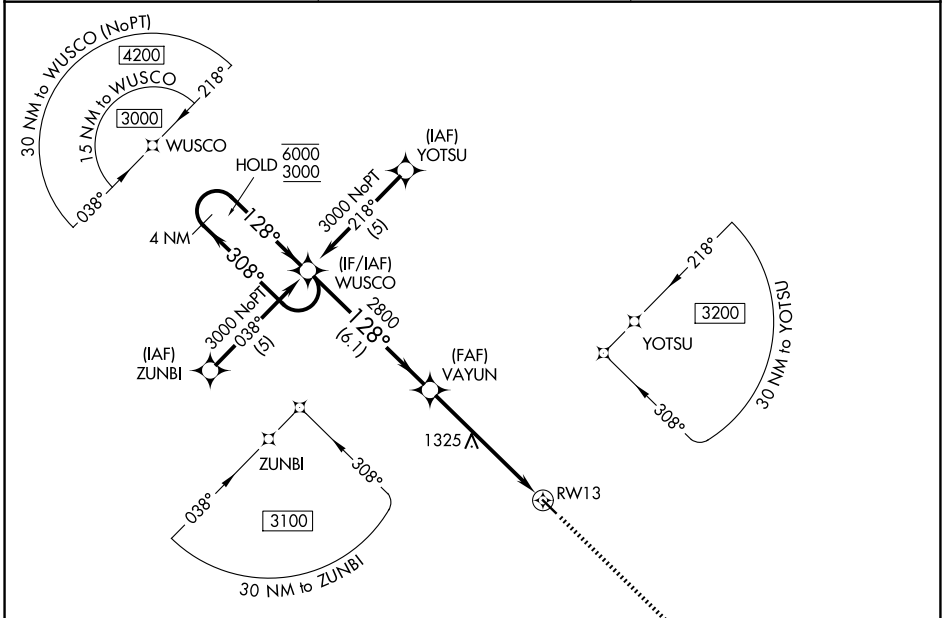 30 NM to WUSCO (NoPT)
4200
15 NM to WUSCO
3000
218°
WUSCO
038°
HOLD
6000
3000
(IAF)
YOTSU
3000 NoPT
218°
(5)
128°
4 NM
308°
(IF/IAF)
WUSCO
3000 NoPT
038°
(5)
(IAF)
ZUNBI
2800
128°
(6.1)
(FAF)
VAYUN
218°
3200
YOTSU
308°
30 NM to YOTSU
1325
RW13
ZUNBI
038°
308°
3100
30 NM to ZUNBI